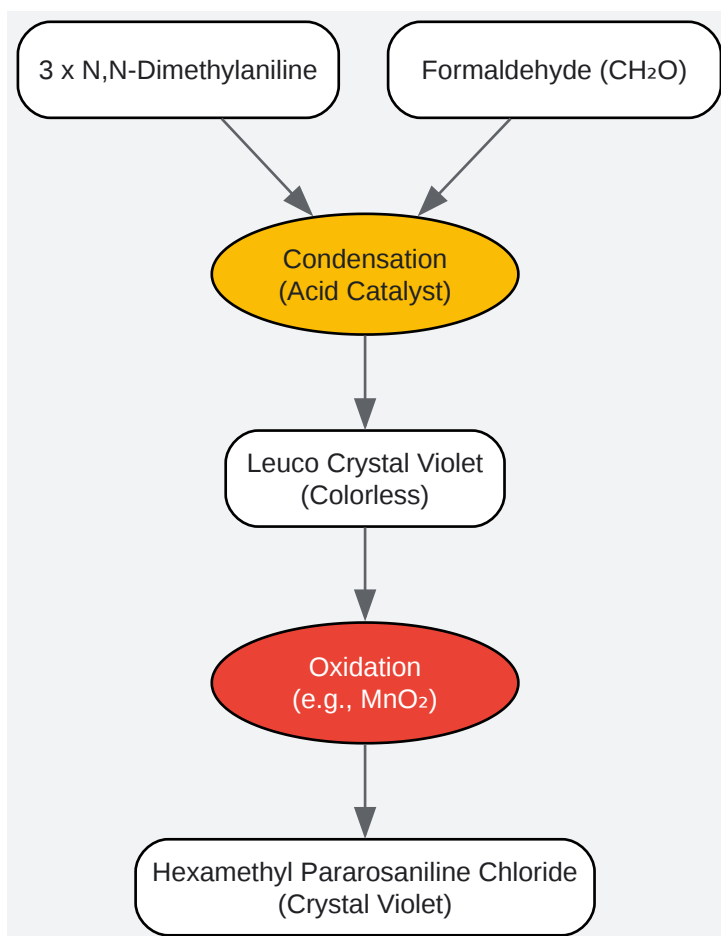 3 x N,N-Dimethylaniline
Formaldehyde (CH₂O)
Condensation
(Acid Catalyst)
Leuco Crystal Violet
(Colorless)
Oxidation
(e.g., MnO₂)
Hexamethyl Pararosaniline Chloride
(Crystal Violet)